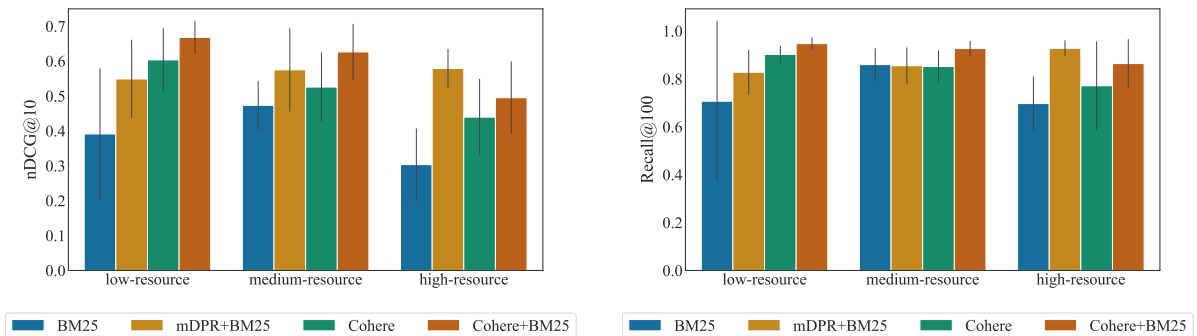 nDCG@10
0.7
0.6
0.5
0.4
0.3
0.2
0.1
0.0
low-resource medium-resource high-resource
BM25 mDPR+BM25 Cohere Cohere+BM25
Recall@100
1.0
0.8
0.6
0.4
0.2
0.0
low-resource medium-resource high-resource
BM25 mDPR+BM25 Cohere Cohere+BM25